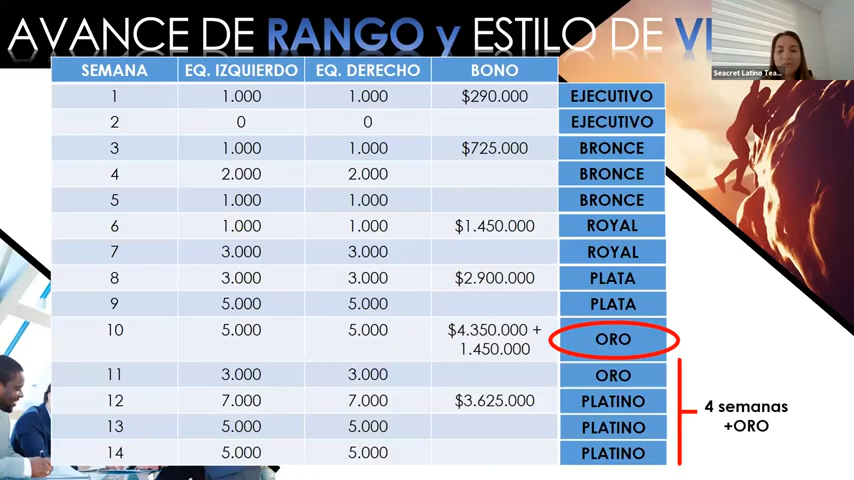 AVANCE DE RANGO y ESTILO DE VI
Seacret Latino Tea...
SEMANA EQ. IZQUIERDO EQ. DERECHO BONO
1 1.000 1.000 $290.000 EJECUTIVO
2 0 0 EJECUTIVO
3 1.000 1.000 $725.000 BRONCE
4 2.000 2.000 BRONCE
5 1.000 1.000 BRONCE
6 1.000 1.000 $1.450.000 ROYAL
7 3.000 3.000 ROYAL
8 3.000 3.000 $2.900.000 PLATA
9 5.000 5.000 PLATA
10 5.000 5.000 $4.350.000 + ORO
1.450.000
11 3.000 3.000 ORO
12 7.000 7.000 $3.625.000 PLATINO
13 5.000 5.000 PLATINO
14 5.000 5.000 PLATINO
4 semanas
+ORO